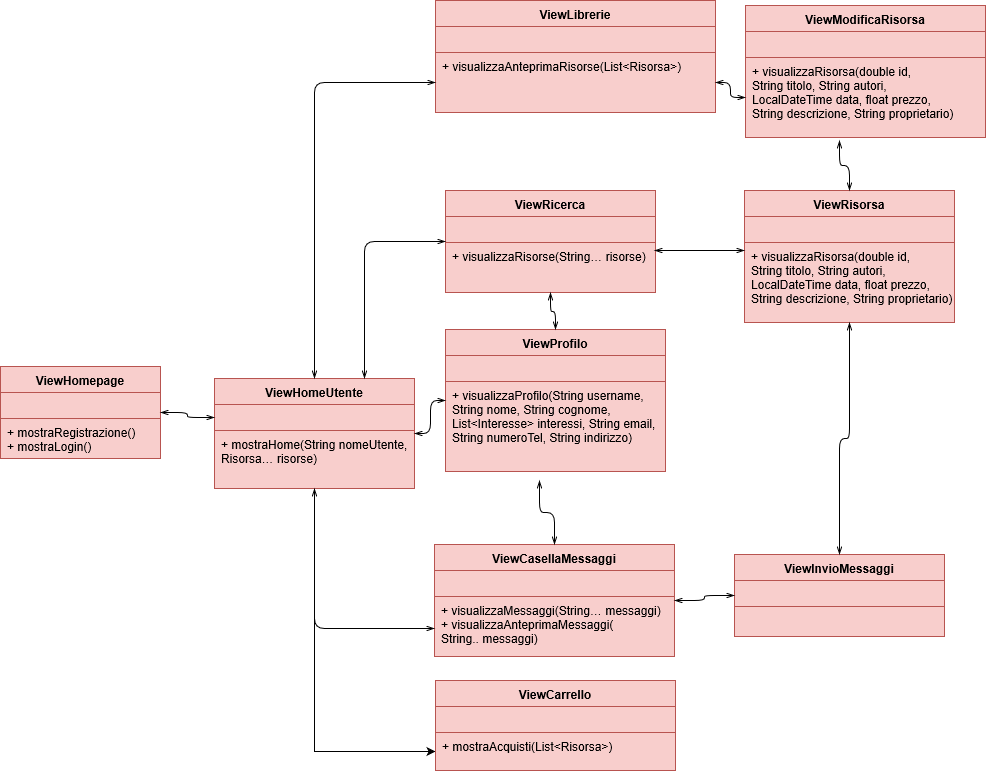 ViewLibrerie
+ visualizzaAnteprimaRisorse(List<Risorsa>)
ViewModificaRisorsa
+ visualizzaRisorsa(double id,
String titolo, String autori,
LocalDateTime data, float prezzo,
String descrizione, String proprietario)
ViewRicerca
+ visualizzaRisorse(String... risorse)
ViewRisorsa
+ visualizzaRisorsa(double id,
String titolo, String autori,
LocalDateTime data, float prezzo,
String descrizione, String proprietario)
ViewProfilo
+ visualizzaProfilo(String username,
String nome, String cognome,
List<Interesse> interessi, String email,
String numeroTel, String indirizzo)
ViewHomepage
+ mostraRegistrazione()
+ mostraLogin()
ViewHomeUtente
+ mostraHome(String nomeUtente,
Risorsa... risorse)
ViewCasellaMessaggi
+ visualizzaMessaggi(String... messaggi)
+ visualizzaAnteprimaMessaggi(
String.. messaggi)
ViewInvioMessaggi
ViewCarrello
+ mostraAcquisti(List<Risorsa>)